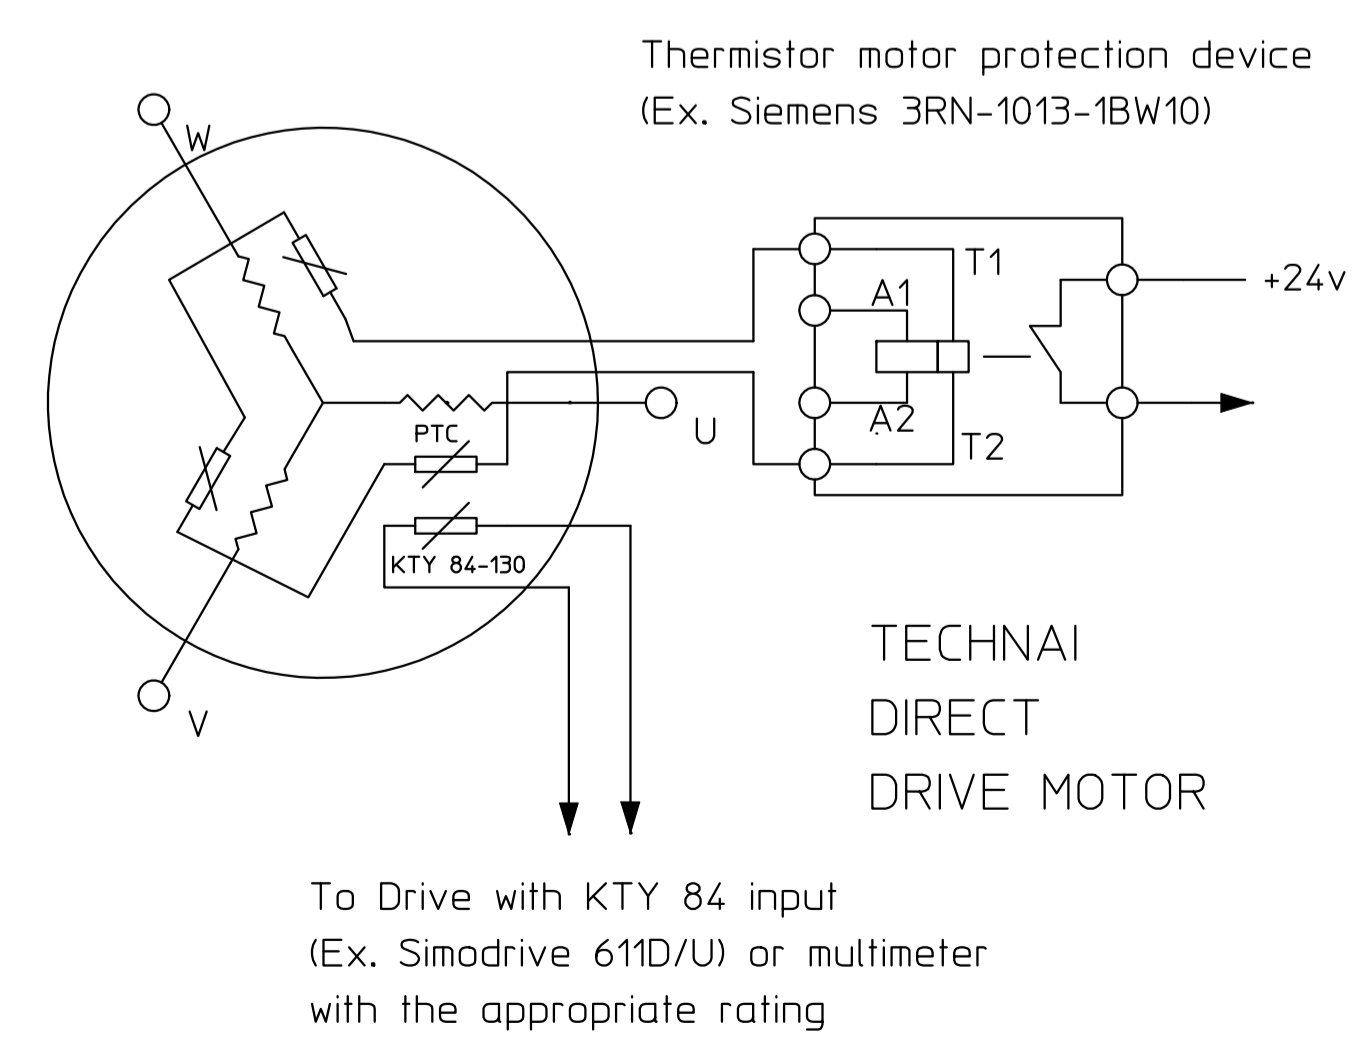 Thermistor motor protection device
(Ex. Siemens 3RN-1013-1BW10)
W
T1
+24v
A1
A2
U
PTC
T2
KTY 84-130
V
TECHNAI
DIRECT
DRIVE MOTOR
To Drive with KTY 84 input
(Ex. Simodrive 611D/U) or multimeter
with the appropriate rating